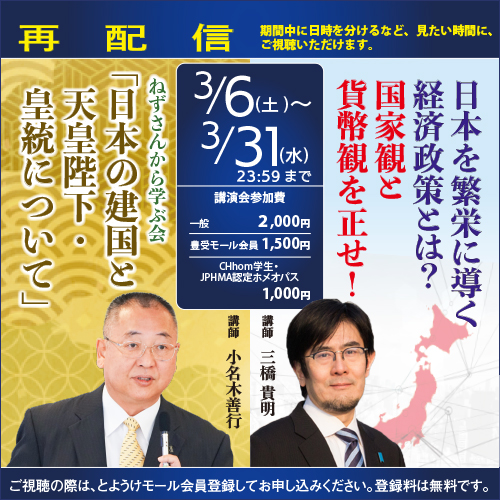 再配信
期間中に日時を分けるなど、見たい時間に、
ご視聴いただけます。
日本を繁栄に導く
経済政策とは?
国家観と
貨幣観を正せ!
3/6(土)〜
3/31(水)
23:59まで
講演会参加費
一般 2,000円
豊受モール会員 1,500円
CHhom学生・
JPHMA認定ホメオパス
1,000円
ねずさんから学ぶ会
「日本の建国と
天皇陛下・
皇統について」
講師 三橋貴明
講師 小名木善行
ご視聴の際は、とようけモール会員登録してお申し込みください。登録料は無料です。